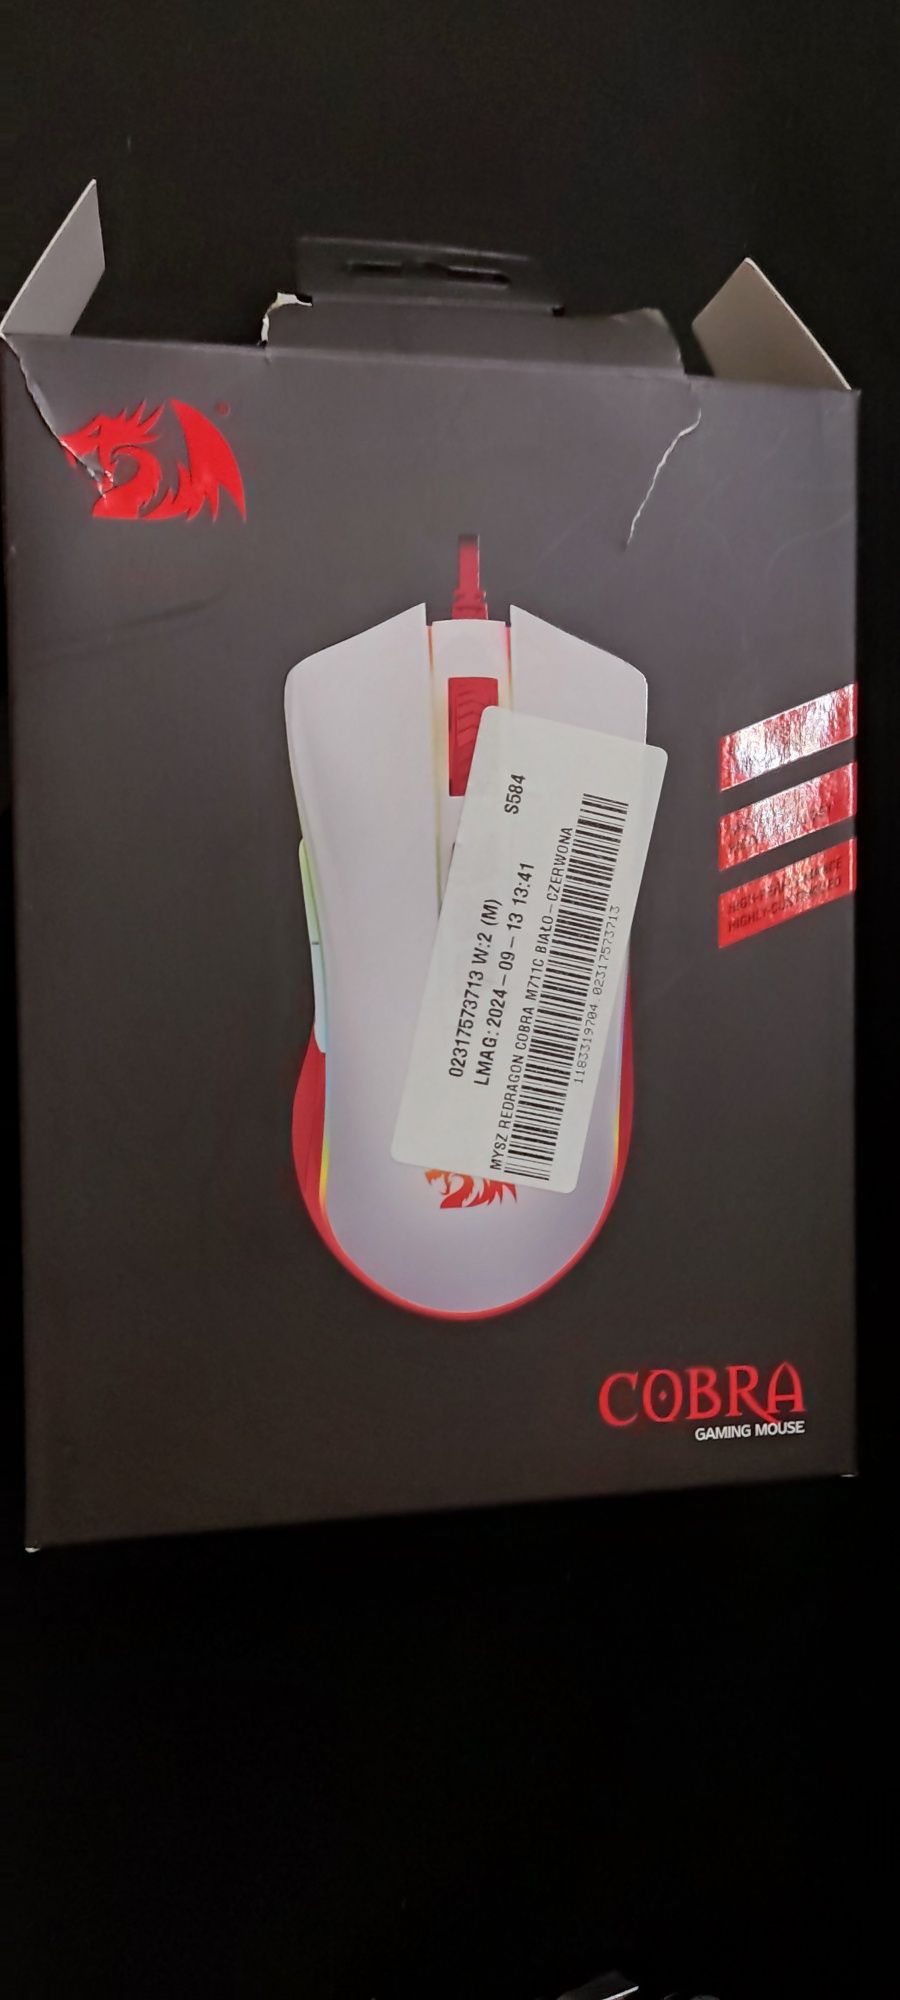 ®
S584
02317573713 W:2 (M)
LMAG: 2024-09-13 13:41
MYSZ REDRAGON COBRA M711C BIAŁO-CZERWONA
1183319704 02317573713
COBRA
GAMING MOUSE